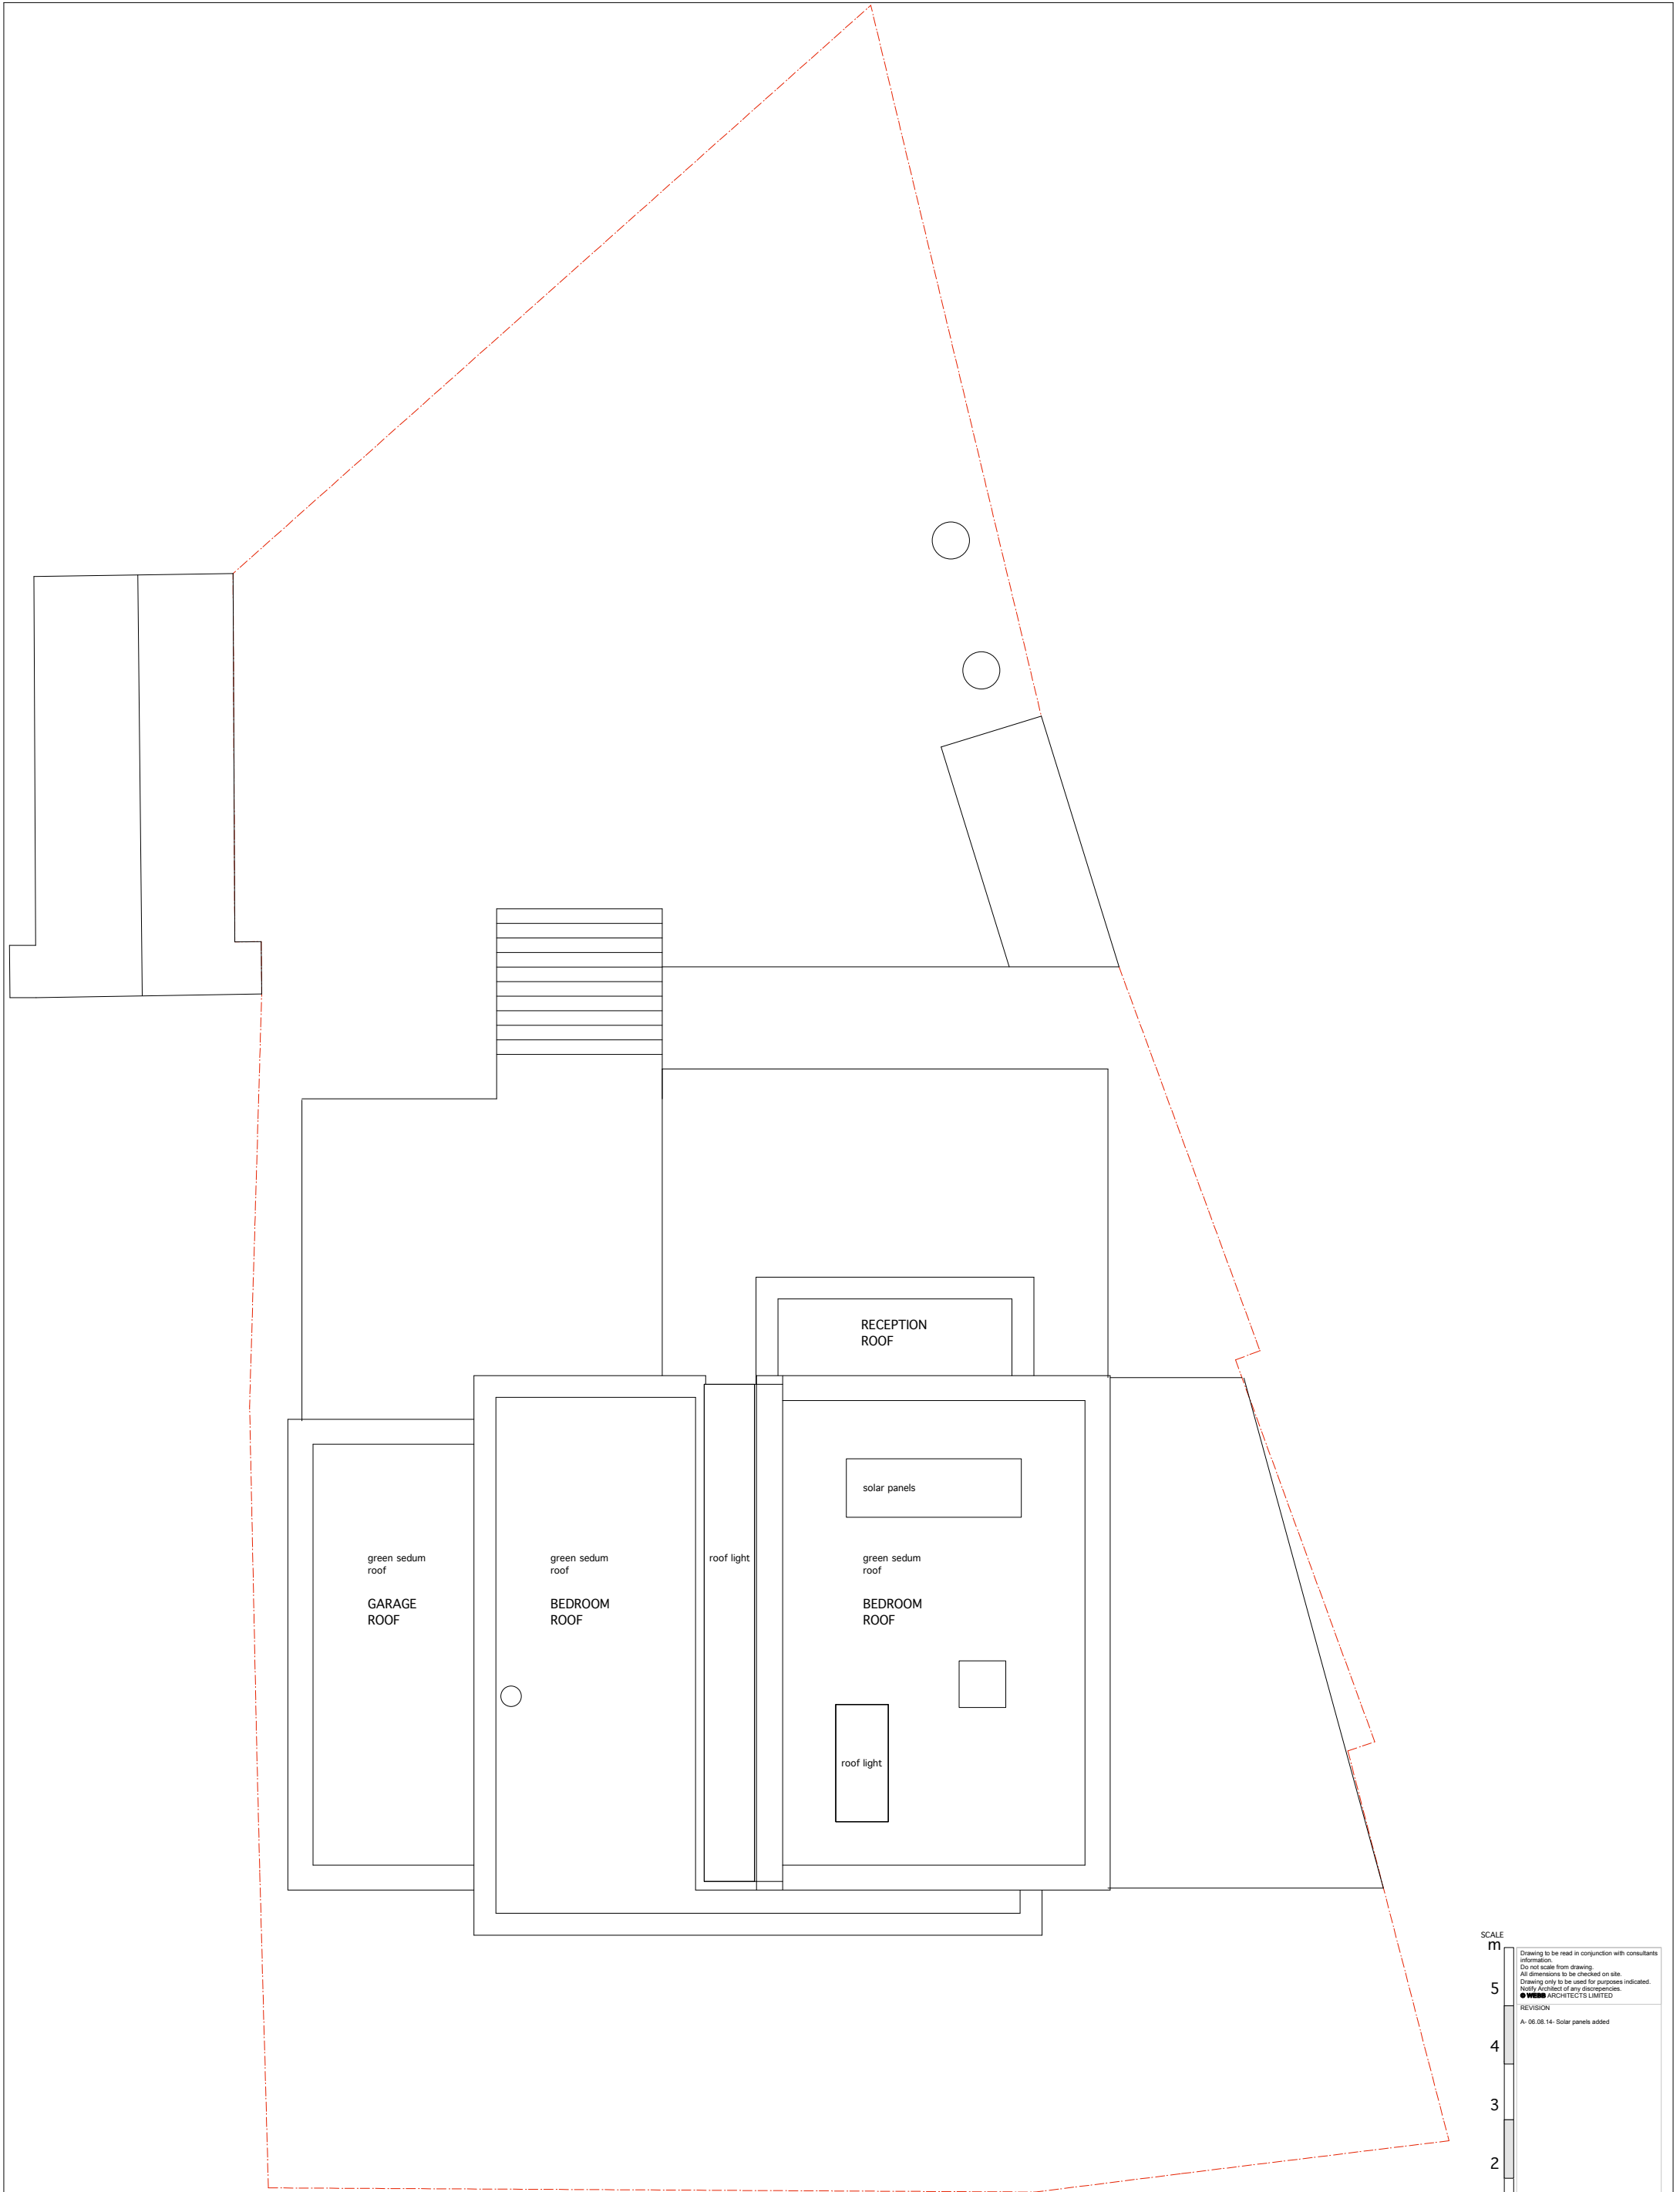 RECEPTION
ROOF
solar panels
green sedum
roof
GARAGE
ROOF
green sedum
roof
BEDROOM
ROOF
roof light
green sedum
roof
BEDROOM
ROOF
roof light
SCALE
m
5
4
3
2
Drawing to be read in conjunction with consultants
information.
Do not scale from drawing.
All dimensions to be checked on site.
Drawing only to be used for purposes indicated.
Notify Architect of any discrepencies.
© WEBB ARCHITECTS LIMITED
REVISION
A- 06.08.14- Solar panels added